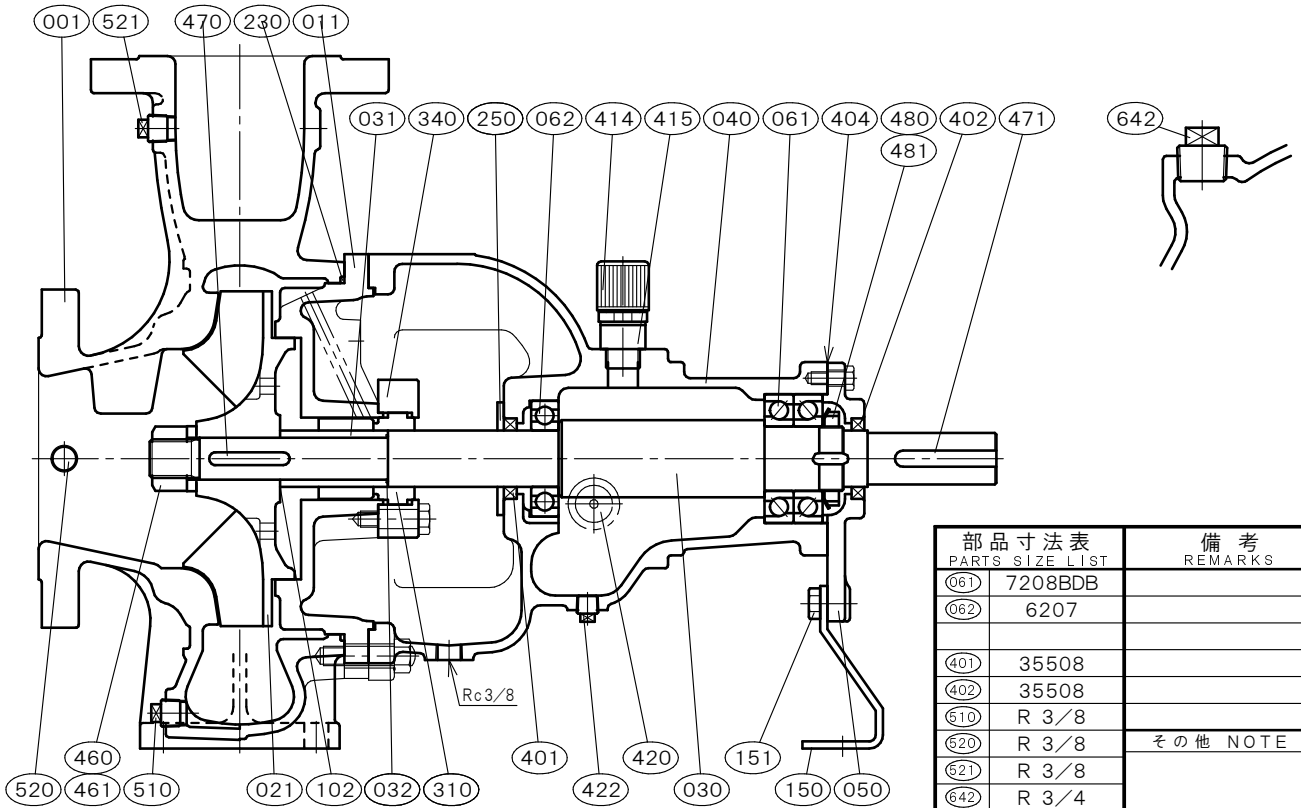 001 521 470 230 011
031 340 250 062 414 415 040 061 404 480 402 471
481
642
Rc3/8
460 401 420 151
520 461 510 021 102 032 310 422 030 150 050
部品寸法表 備考
PARTS SIZE LIST REMARKS
061 7208BDB
062 6207
401 35508
402 35508
510 R 3/8
520 R 3/8 その他 NOTE
521 R 3/8
642 R 3/4